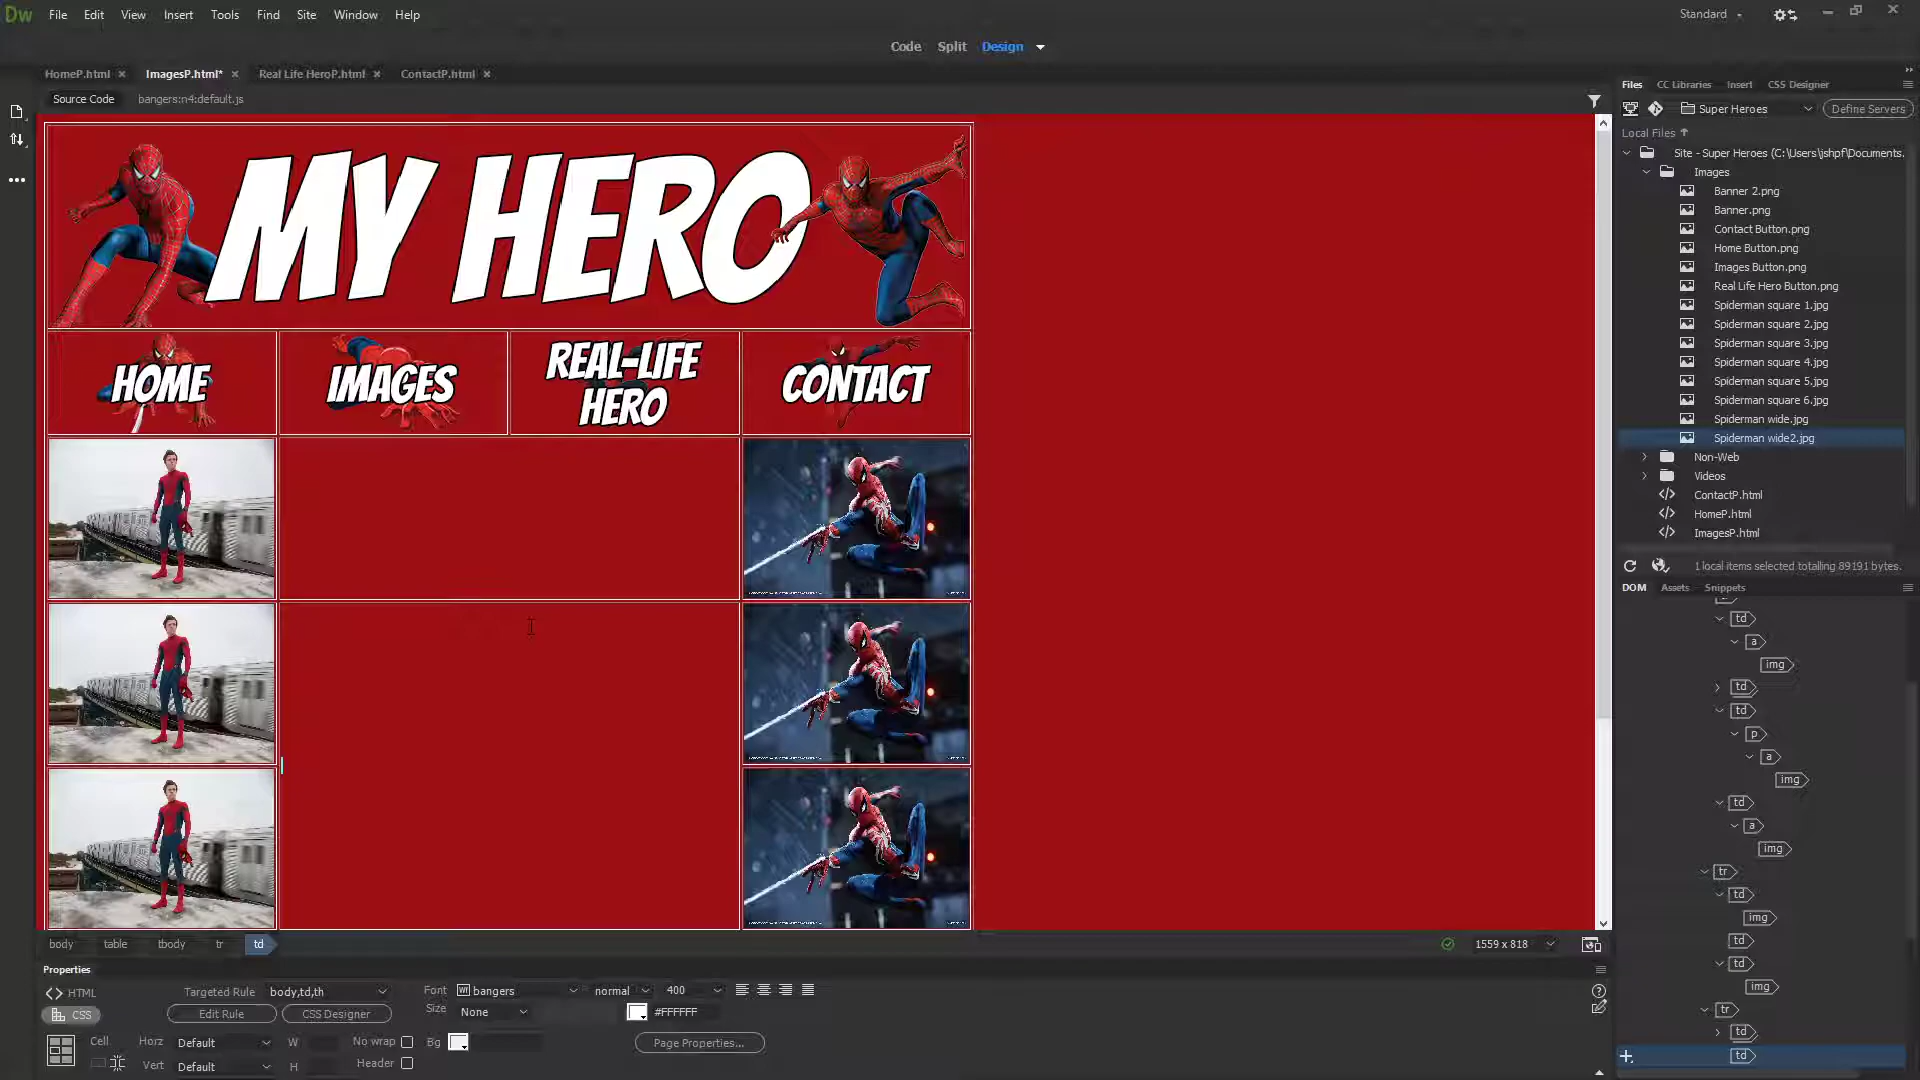 Dw File Edit View Insert Tools Find Site Window Help
Standard
Code Split Design
HomeP.html ImagesP.html* Real Life HeroP.html ContactP.html
Source Code bangers:n4:default.js
MY HERO
HOME
IMAGES
REAL-LIFE
HERO
CONTACT
body table tbody tr td
1559 x 818
Properties
HTML
CSS
Targeted Rule body,td,th
Edit Rule CSS Designer
Font bangers normal 400
Size None #FFFFFF
Cell Horz Default W No wrap Bg Page Properties...
Vert Default H Header
Files CC Libraries Insert CSS Designer
Super Heroes Define Servers
Local Files
Site - Super Heroes (C:\Users\jshpf\Documents.
Images
Banner 2.png
Banner.png
Contact Button.png
Home Button.png
Images Button.png
Real Life Hero Button.png
Spiderman square 1.jpg
Spiderman square 2.jpg
Spiderman square 3.jpg
Spiderman square 4.jpg
Spiderman square 5.jpg
Spiderman square 6.jpg
Spiderman wide.jpg
Spiderman wide2.jpg
Non-Web
Videos
ContactP.html
HomeP.html
ImagesP.html
1 local items selected totalling 89191 bytes.
DOM Assets Snippets
td
a
img
td
td
p
a
img
td
a
img
tr
td
img
td
td
img
tr
td
td